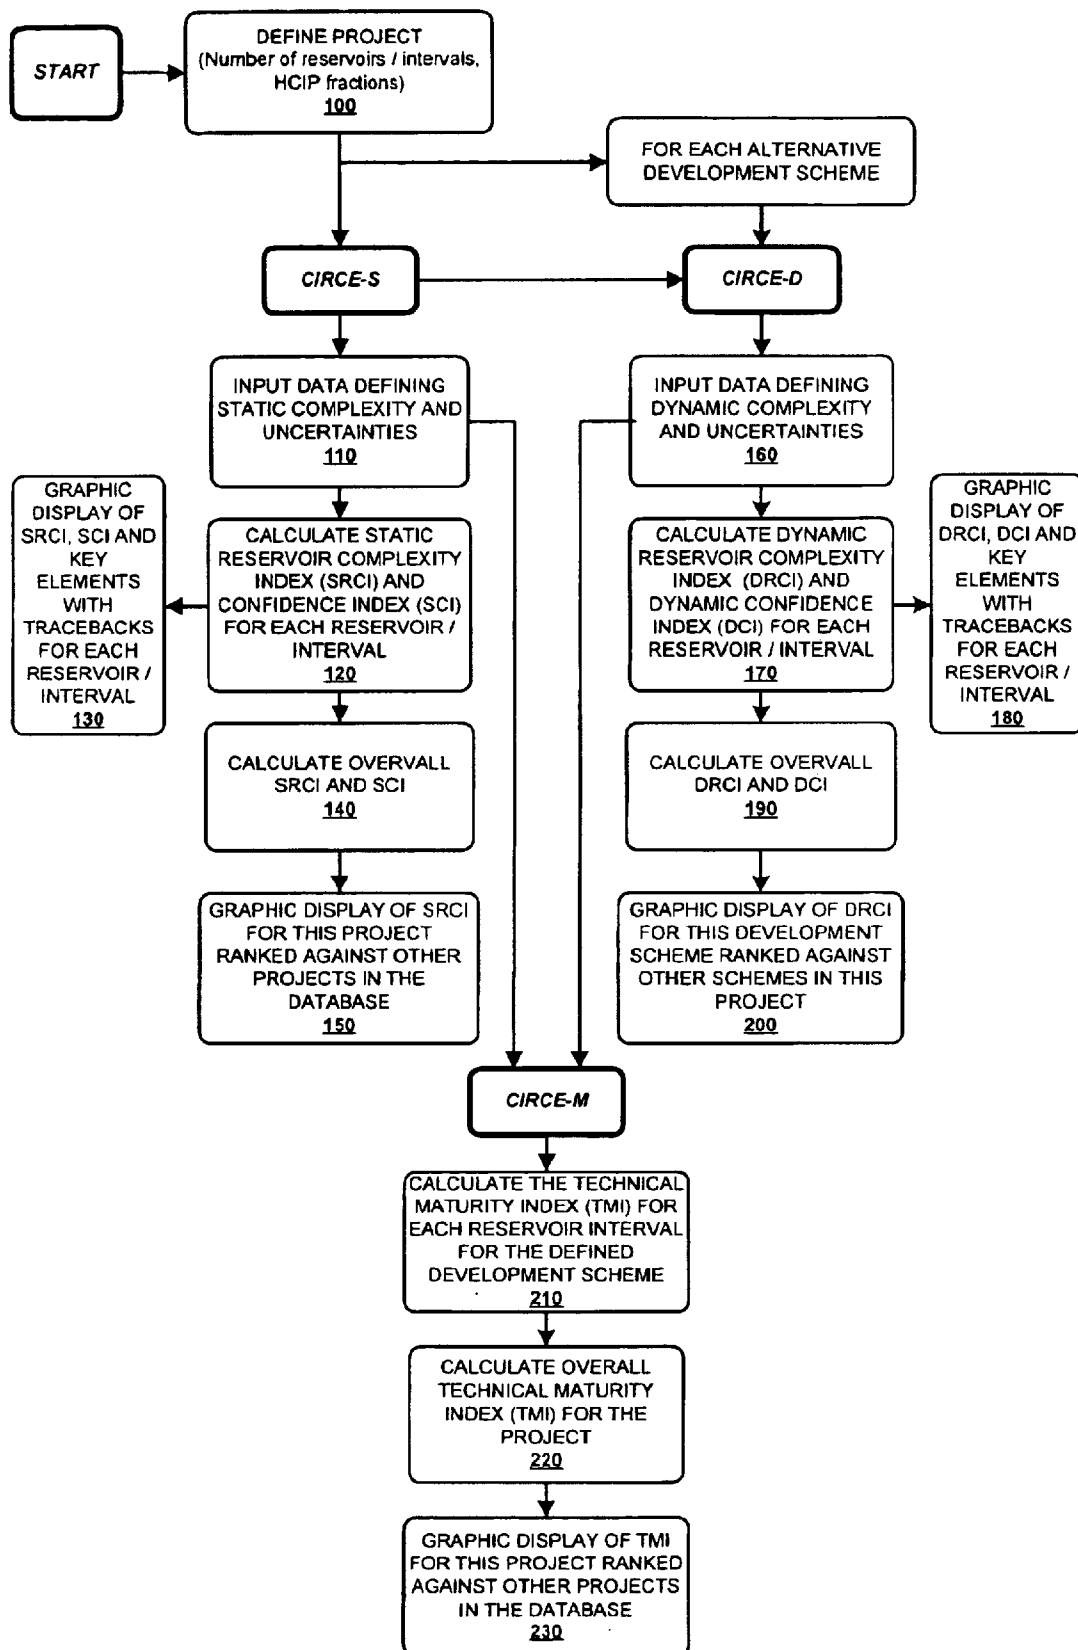 START
DEFINE PROJECT
(Number of reservoirs / intervals,
HCIP fractions)
100
FOR EACH ALTERNATIVE
DEVELOPMENT SCHEME
CIRCE-S
CIRCE-D
INPUT DATA DEFINING
STATIC COMPLEXITY AND
UNCERTAINTIES
110
INPUT DATA DEFINING
DYNAMIC COMPLEXITY
AND UNCERTAINTIES
160
GRAPHIC
DISPLAY OF
SRCI, SCI AND
KEY
ELEMENTS
WITH
TRACEBACKS
FOR EACH
RESERVOIR /
INTERVAL
130
CALCULATE STATIC
RESERVOIR COMPLEXITY
INDEX (SRCI) AND
CONFIDENCE INDEX (SCI)
FOR EACH RESERVOIR /
INTERVAL
120
CALCULATE DYNAMIC
RESERVOIR COMPLEXITY
INDEX (DRCI) AND
DYNAMIC CONFIDENCE
INDEX (DCI) FOR EACH
RESERVOIR / INTERVAL
170
GRAPHIC
DISPLAY OF
DRCI, DCI AND
KEY
ELEMENTS
WITH
TRACEBACKS
FOR EACH
RESERVOIR /
INTERVAL
180
CALCULATE OVERVALL
SRCI AND SCI
140
CALCULATE OVERVALL
DRCI AND DCI
190
GRAPHIC DISPLAY OF SRCI
FOR THIS PROJECT
RANKED AGAINST OTHER
PROJECTS IN THE
DATABASE
150
GRAPHIC DISPLAY OF DRCI
FOR THIS DEVELOPMENT
SCHEME RANKED AGAINST
OTHER SCHEMES IN THIS
PROJECT
200
CIRCE-M
CALCULATE THE TECHNICAL
MATURITY INDEX (TMI) FOR
EACH RESERVOIR INTERVAL
FOR THE DEFINED
DEVELOPMENT SCHEME
210
CALCULATE OVERALL
TECHNICAL MATURITY
INDEX (TMI) FOR THE
PROJECT
220
GRAPHIC DISPLAY OF TMI
FOR THIS PROJECT RANKED
AGAINST OTHER PROJECTS
IN THE DATABASE
230